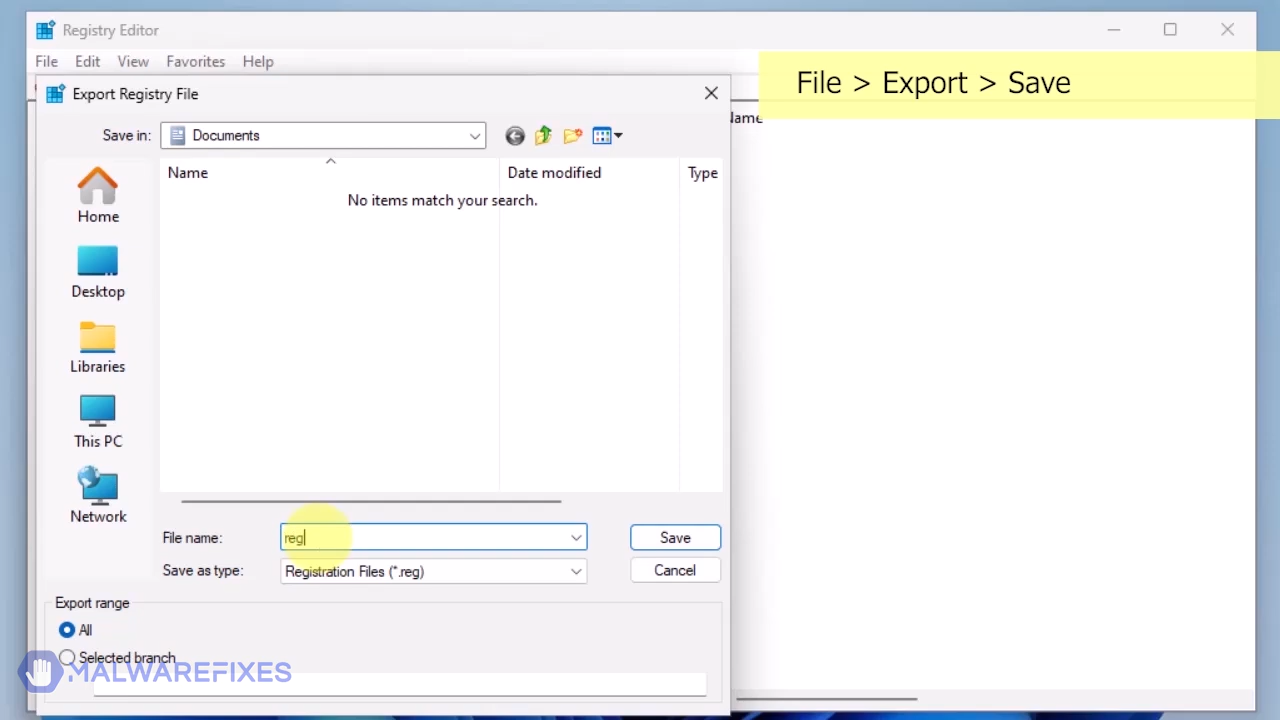 Registry Editor
File Edit View Favorites Help
File > Export > Save
Export Registry File
Name
Save in: Documents
Name Date modified Type
No items match your search.
Home
Desktop
Libraries
This PC
Network
File name: reg Save
Save as type: Registration Files (*.reg) Cancel
Export range
All
Selected branch
MALWAREFIXES